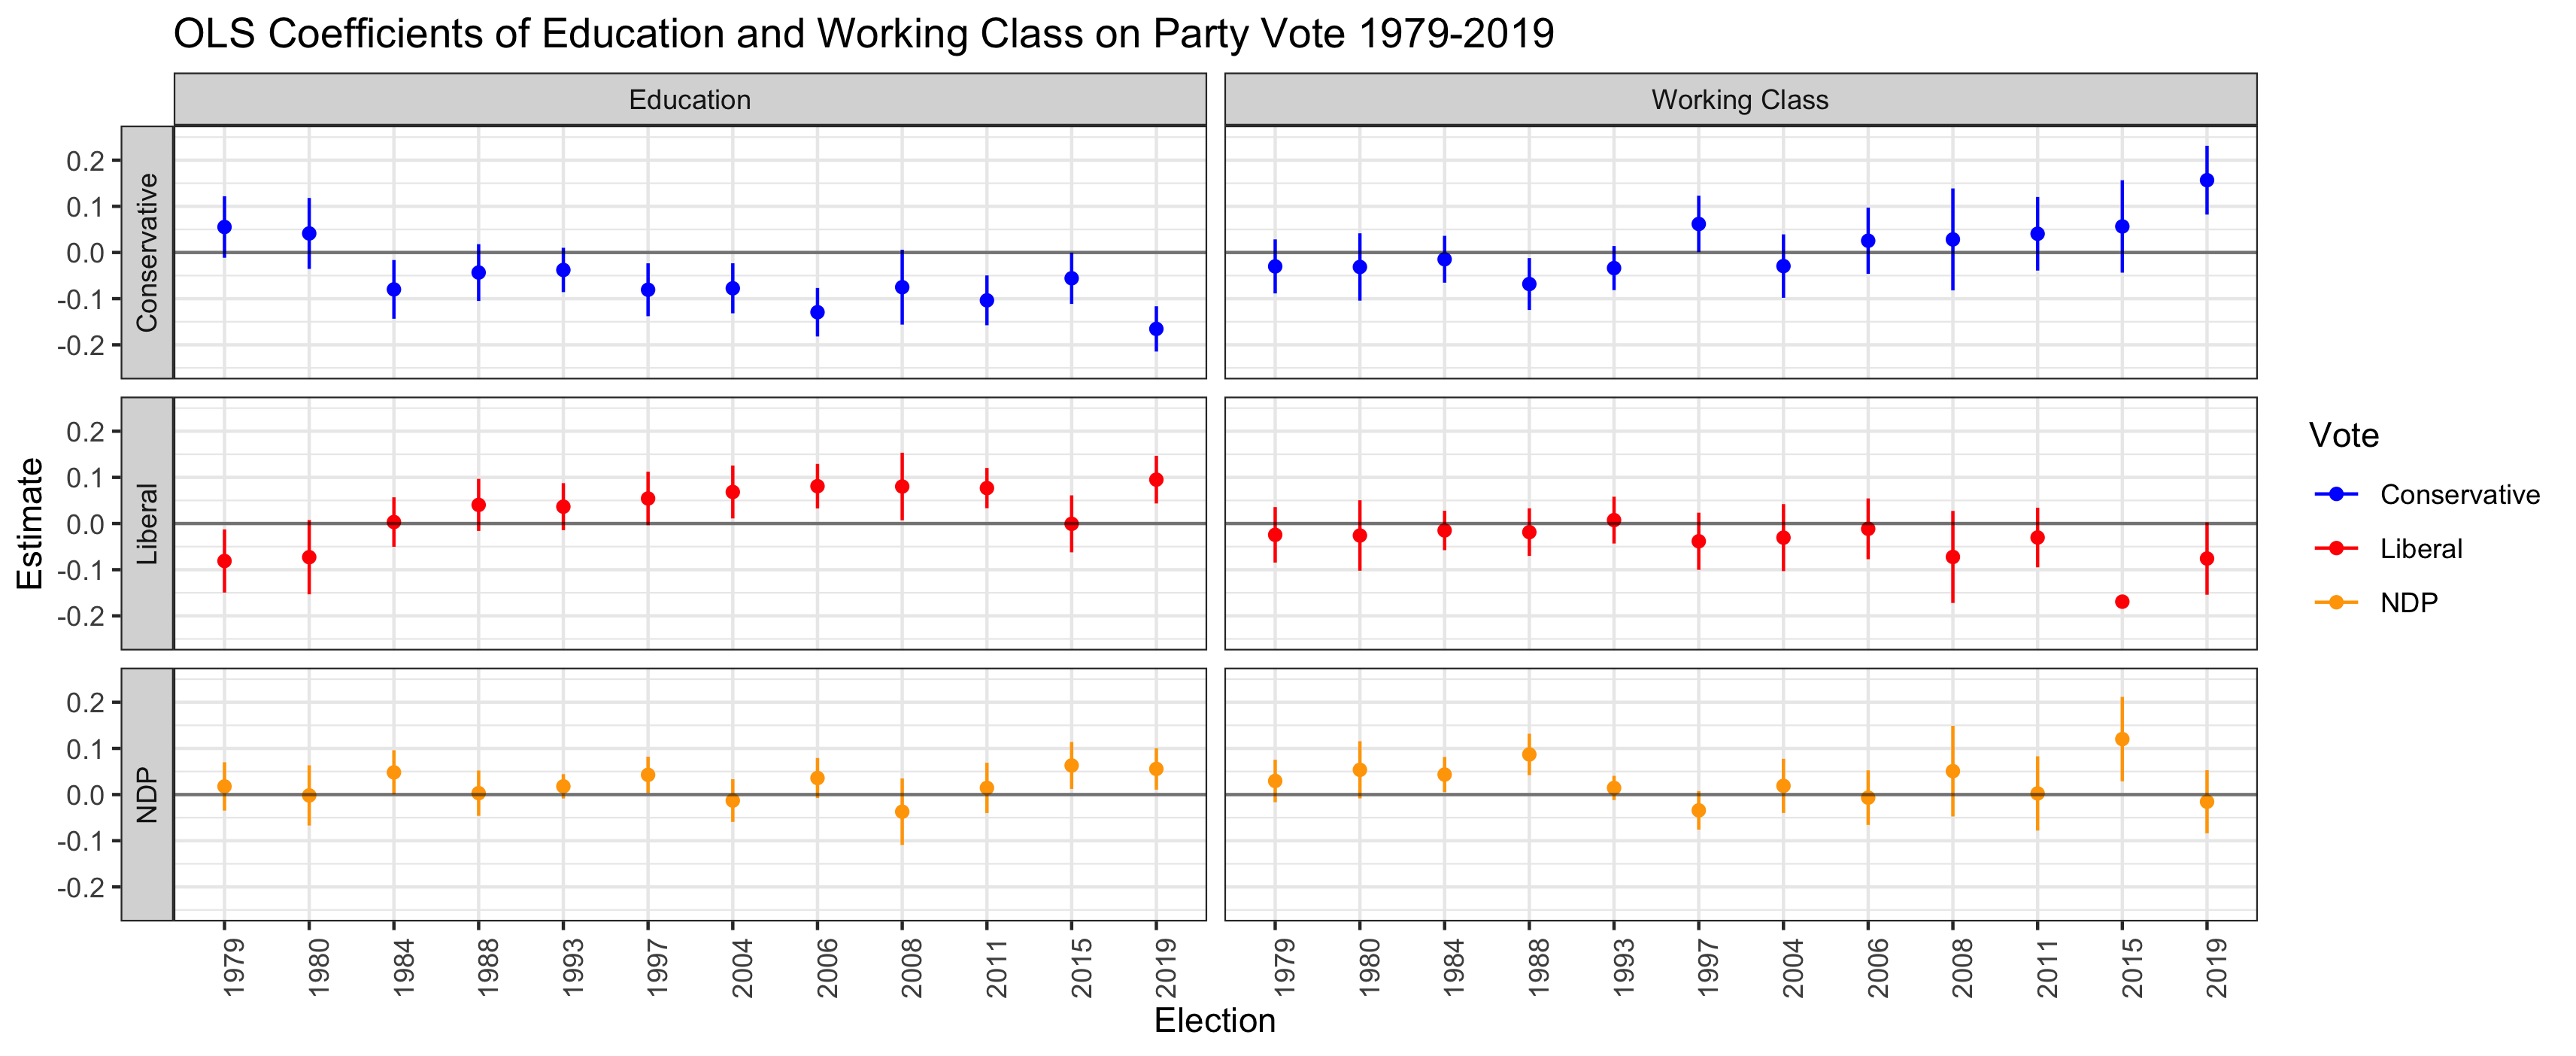 OLS Coefficients of Education and Working Class on Party Vote 1979-2019
Education
Working Class
Conservative
0.2
0.1
0.0
-0.1
-0.2
Liberal
0.2
0.1
0.0
-0.1
-0.2
NDP
0.2
0.1
0.0
-0.1
-0.2
Estimate
1979 1980 1984 1988 1993 1997 2004 2006 2008 2011 2015 2019
1979 1980 1984 1988 1993 1997 2004 2006 2008 2011 2015 2019
Election
Vote
Conservative
Liberal
NDP